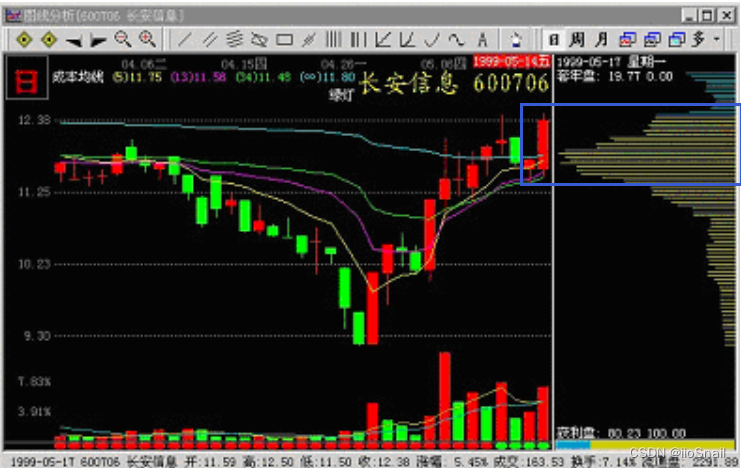 图线分析[600706 长安信息]
日 周 月 多
04.06二 04.15四 04.26一 05.06四 1999-05-14五
成本均线 (5)11.75 (13)11.58 (34)11.48 (∞)11.80
绿灯
长安信息 600706
1999-05-17 星期一
套牢盘: 19.77 0.00
日
12.38
11.25
10.23
9.30
7.83%
3.91%
获利盘: 80.23 100.00
CSDN @itoSnail
1999-05-17 600706 长安信息 开:11.59 高:12.50 低:11.50 收:12.38 涨幅: 5.45% 成交:163.53 换手:7.14%